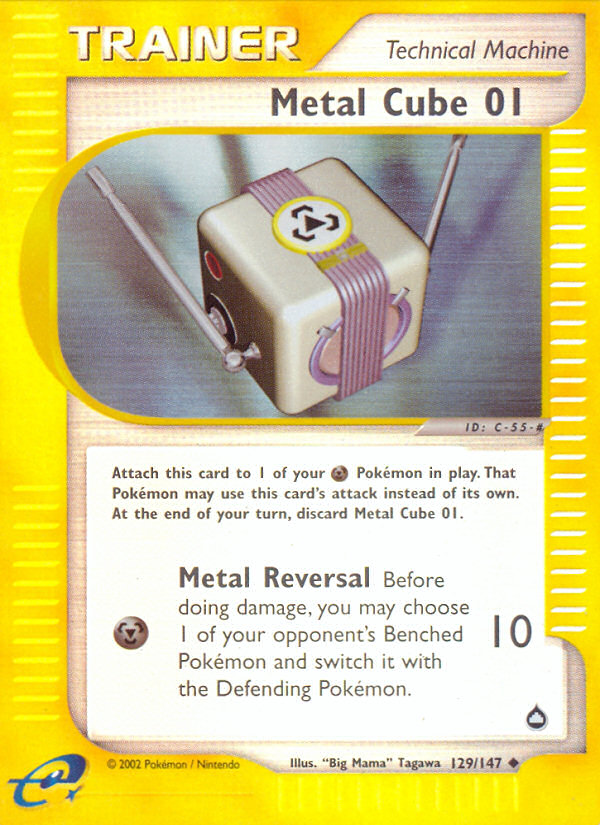 TRAINER
Technical Machine
Metal Cube 01
ID: C-55-#
Attach this card to 1 of your Pokémon in play. That
Pokémon may use this card's attack instead of its own.
At the end of your turn, discard Metal Cube 01.
Metal Reversal Before
doing damage, you may choose
1 of your opponent's Benched
Pokémon and switch it with
the Defending Pokémon.
10
© 2002 Pokémon / Nintendo
Illus. "Big Mama" Tagawa 129/147
e